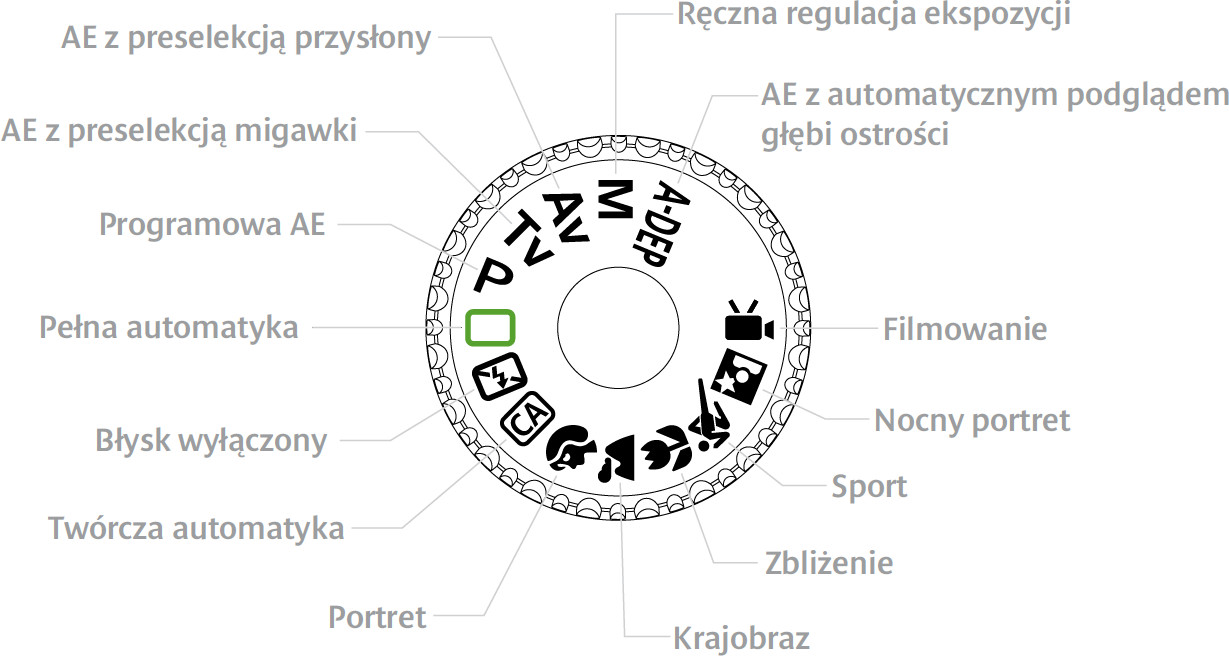 Ręczna regulacja ekspozycji
AE z preselekcją przysłony
AE z automatycznym podglądem
głębi ostrości
AE z preselekcją migawki
Programowa AE
Pełna automatyka
Błysk wyłączony
Twórcza automatyka
Portret
Krajobraz
Zbliżenie
Sport
Nocny portret
Filmowanie
P
TV
AV
M
A-DEP
CA